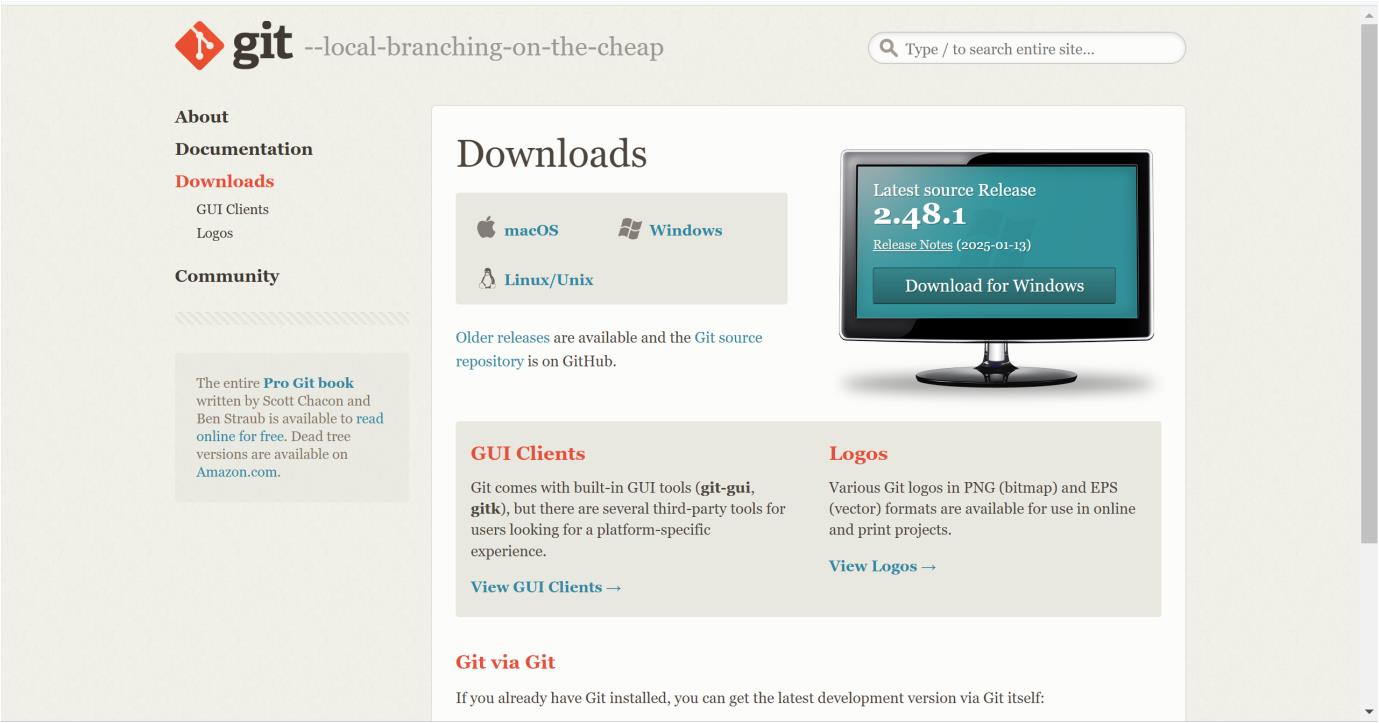 git --local-branching-on-the-cheap
Type / to search entire site...
About
Documentation
Downloads
GUI Clients
Logos
Community
The entire Pro Git book
written by Scott Chacon and
Ben Straub is available to read
online for free. Dead tree
versions are available on
Amazon.com.
Downloads
macOS
Windows
Linux/Unix
Older releases are available and the Git source
repository is on GitHub.
Latest source Release
2.48.1
Release Notes (2025-01-13)
Download for Windows
GUI Clients
Git comes with built-in GUI tools (git-gui,
gitk), but there are several third-party tools for
users looking for a platform-specific
experience.
View GUI Clients →
Logos
Various Git logos in PNG (bitmap) and EPS
(vector) formats are available for use in online
and print projects.
View Logos →
Git via Git
If you already have Git installed, you can get the latest development version via Git itself: